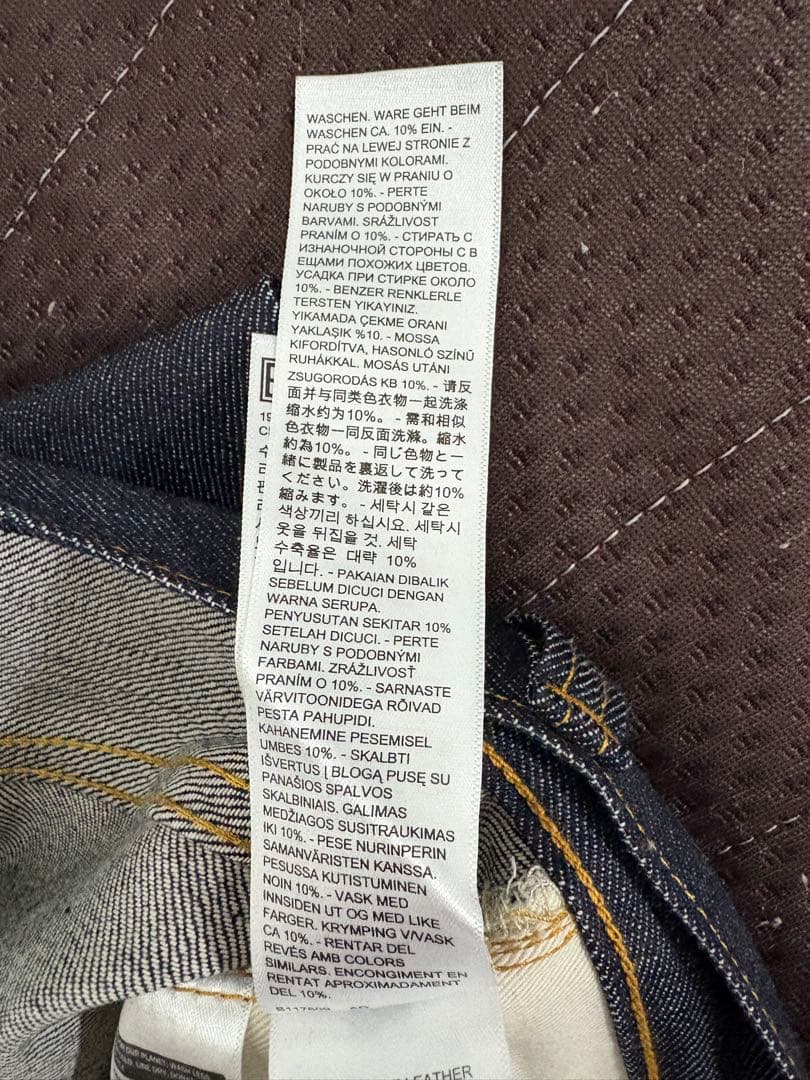 WASCHEN. WARE GEHT BEIM
WASCHEN CA. 10% EIN. -
PRAĆ NA LEWEJ STRONIE Z
PODOBNYMI KOLORAMI.
KURCZY SIĘ W PRANIU O
OKOŁO 10%. - PERTE
NARUBY S PODOBNÝMI
BARVAMI. SRÁŽLIVOST
PRANÍM O 10%. - СТИРАТЬ С
ИЗНАНОЧНОЙ СТОРОНЫ С В
ЕЩАМИ ПОХОЖИХ ЦВЕТОВ.
УСАДКА ПРИ СТИРКЕ ОКОЛО
10%. - BENZER RENKLERLE
TERSTEN YIKAYINIZ.
YIKAMADA ÇEKME ORANI
YAKLAŞIK %10. - MOSSA
KIFORDÍTVA, HASONLÓ SZÍNŰ
RUHÁKKAL. MOSÁS UTÁNI
ZSUGORODÁS KB 10%. - 请反
面并与同类色衣物一起洗涤
缩水约为10%。 - 需和相似
色衣物一同反面洗滌。縮水
約為10%。 - 同じ色物と一
緒に製品を裏返して洗って
ください。洗濯後は約10%
縮みます。 - 세탁시 같은
색상끼리 하십시요. 세탁시
옷을 뒤집을 것. 세탁
수축율은 대략 10%
입니다. - PAKAIAN DIBALIK
SEBELUM DICUCI DENGAN
WARNA SERUPA.
PENYUSUTAN SEKITAR 10%
SETELAH DICUCI. - PERTE
NARUBY S PODOBNÝMI
FARBAMI. ZRÁŽLIVOSŤ
PRANÍM O 10%. - SARNASTE
VÄRVITOONIDEGA RÕIVAD
PESTA PAHUPIDI.
KAHANEMINE PESEMISEL
UMBES 10%. - SKALBTI
IŠVERTUS Į BLOGĄ PUSĘ SU
PANAŠIOS SPALVOS
SKALBINIAIS. GALIMAS
MEDŽIAGOS SUSITRAUKIMAS
IKI 10%. - PESE NURINPERIN
SAMANVÄRISTEN KANSSA.
PESUSSA KUTISTUMINEN
NOIN 10%. - VASK MED
INNSIDEN UT OG MED LIKE
FARGER. KRYMPING V/VASK
CA 10%. - RENTAR DEL
REVÉS AMB COLORS
SIMILARS. ENCONGIMENT EN
RENTAT APROXIMADAMENT
DEL 10%.
OUR PLANET: WASH LESS,
LINE DRY,
LEATHER